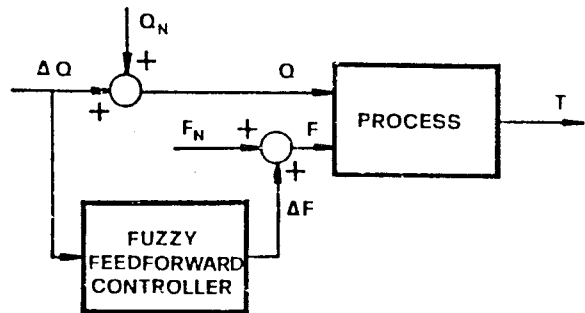 Q_N
+
ΔQ
+
Q
PROCESS
T
F_N
+
F
+
ΔF
FUZZY
FEEDFORWARD
CONTROLLER